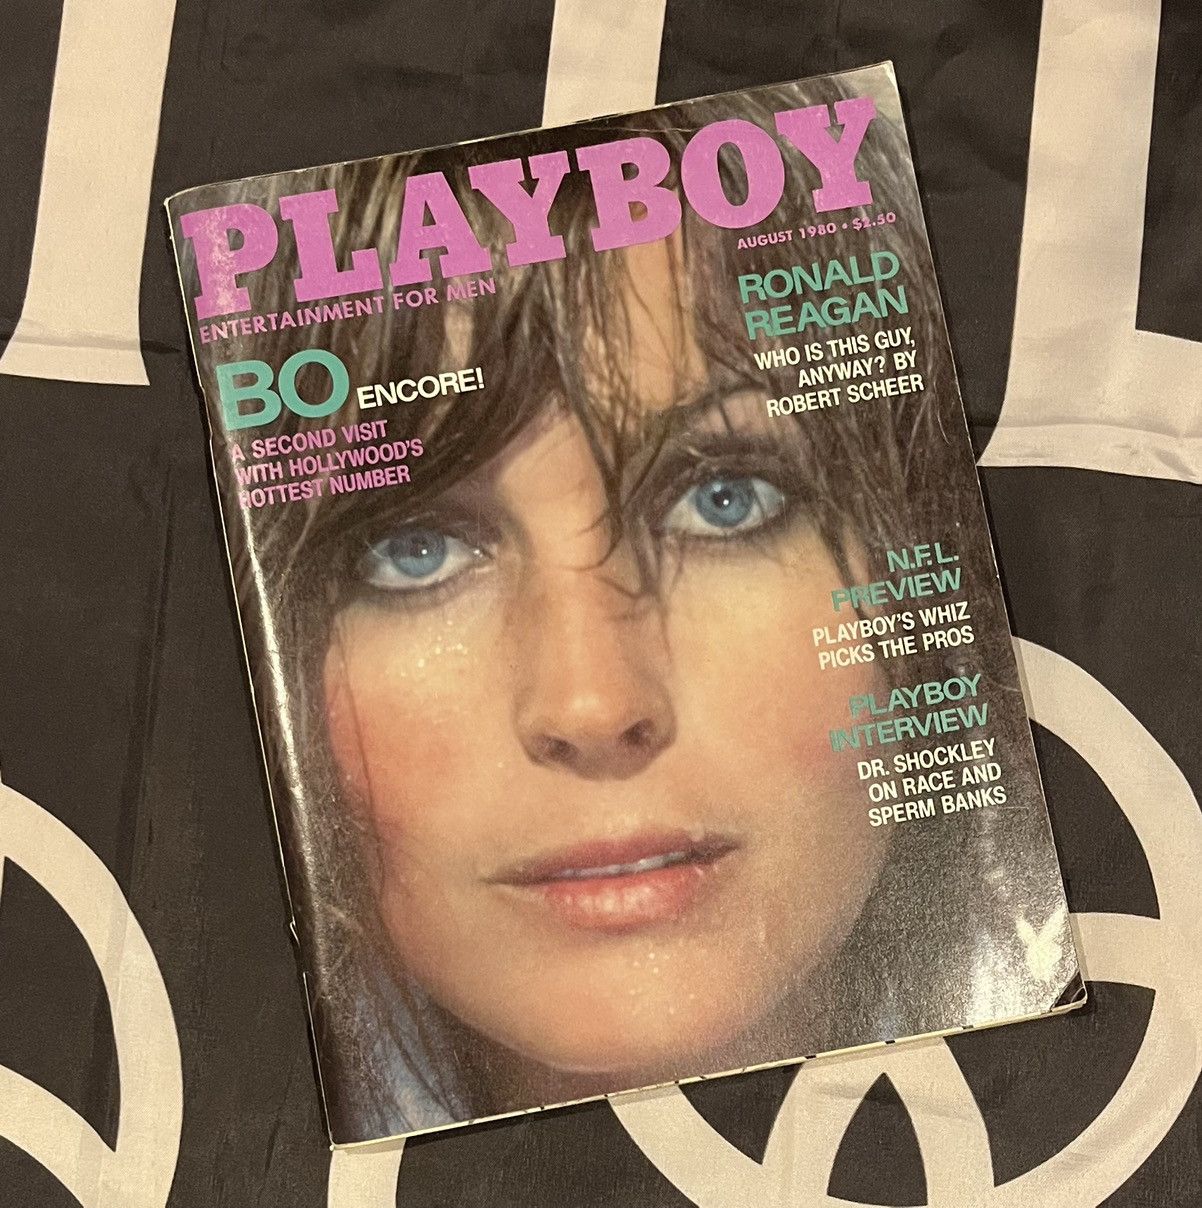 PLAYBOY
ENTERTAINMENT FOR MEN
AUGUST 1980 • $2.50
BO ENCORE!
A SECOND VISIT
WITH HOLLYWOOD'S
HOTTEST NUMBER
RONALD
REAGAN
WHO IS THIS GUY,
ANYWAY? BY
ROBERT SCHEER
N.F.L.
PREVIEW
PLAYBOY'S WHIZ
PICKS THE PROS
PLAYBOY
INTERVIEW
DR. SHOCKLEY
ON RACE AND
SPERM BANKS